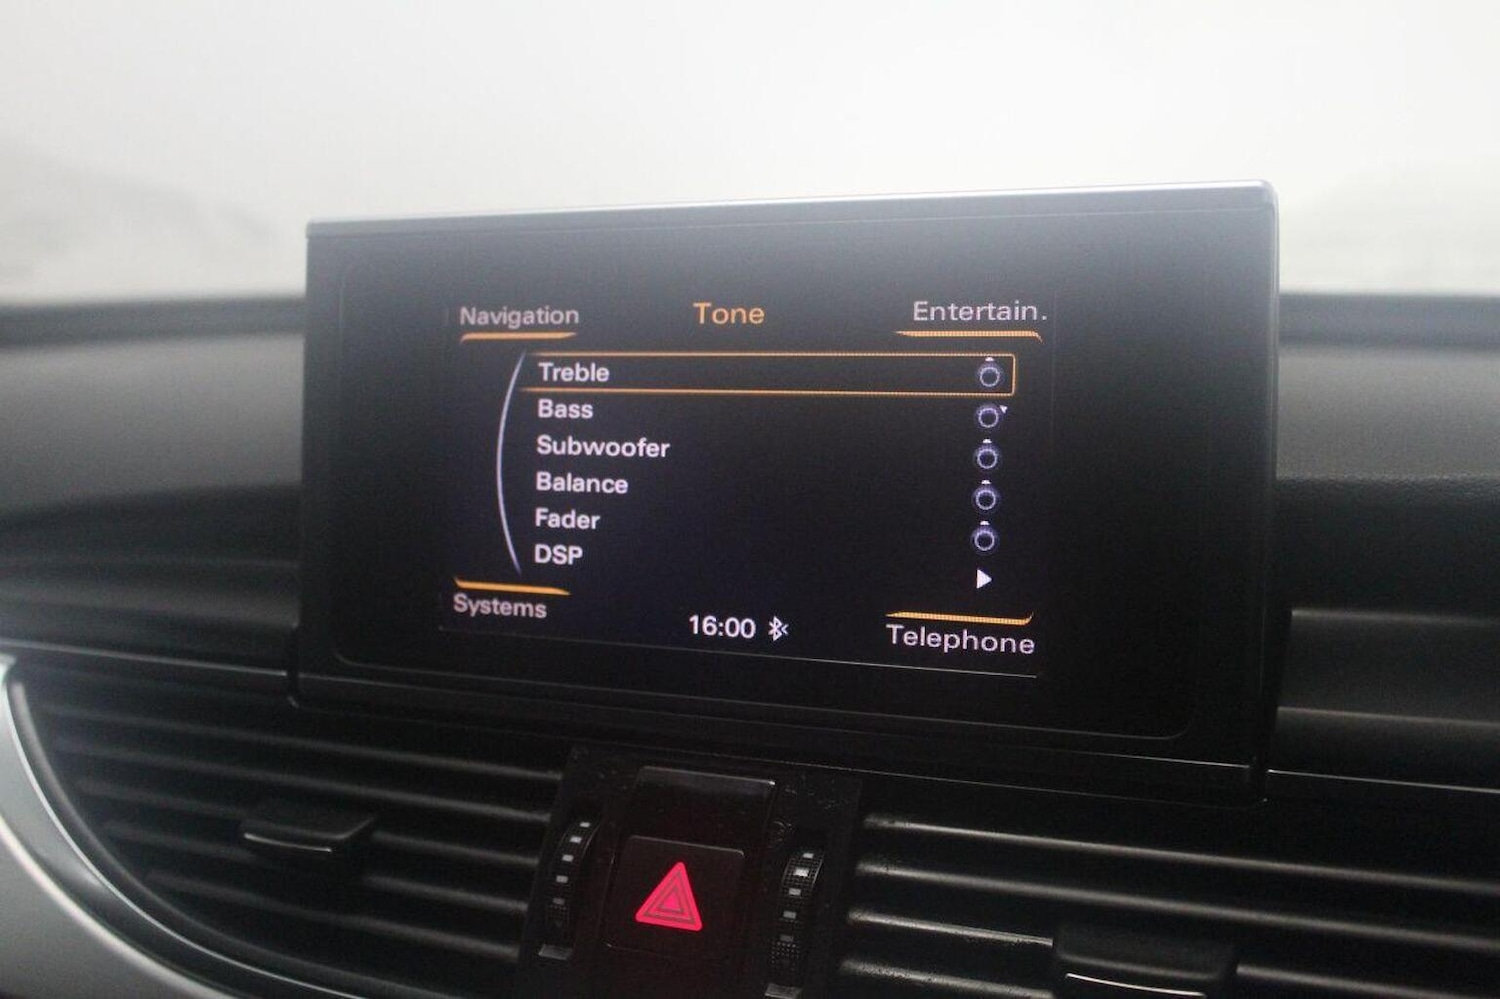 Navigation
Tone
Entertain.
Treble
Bass
Subwoofer
Balance
Fader
DSP
Systems
16:00
Telephone